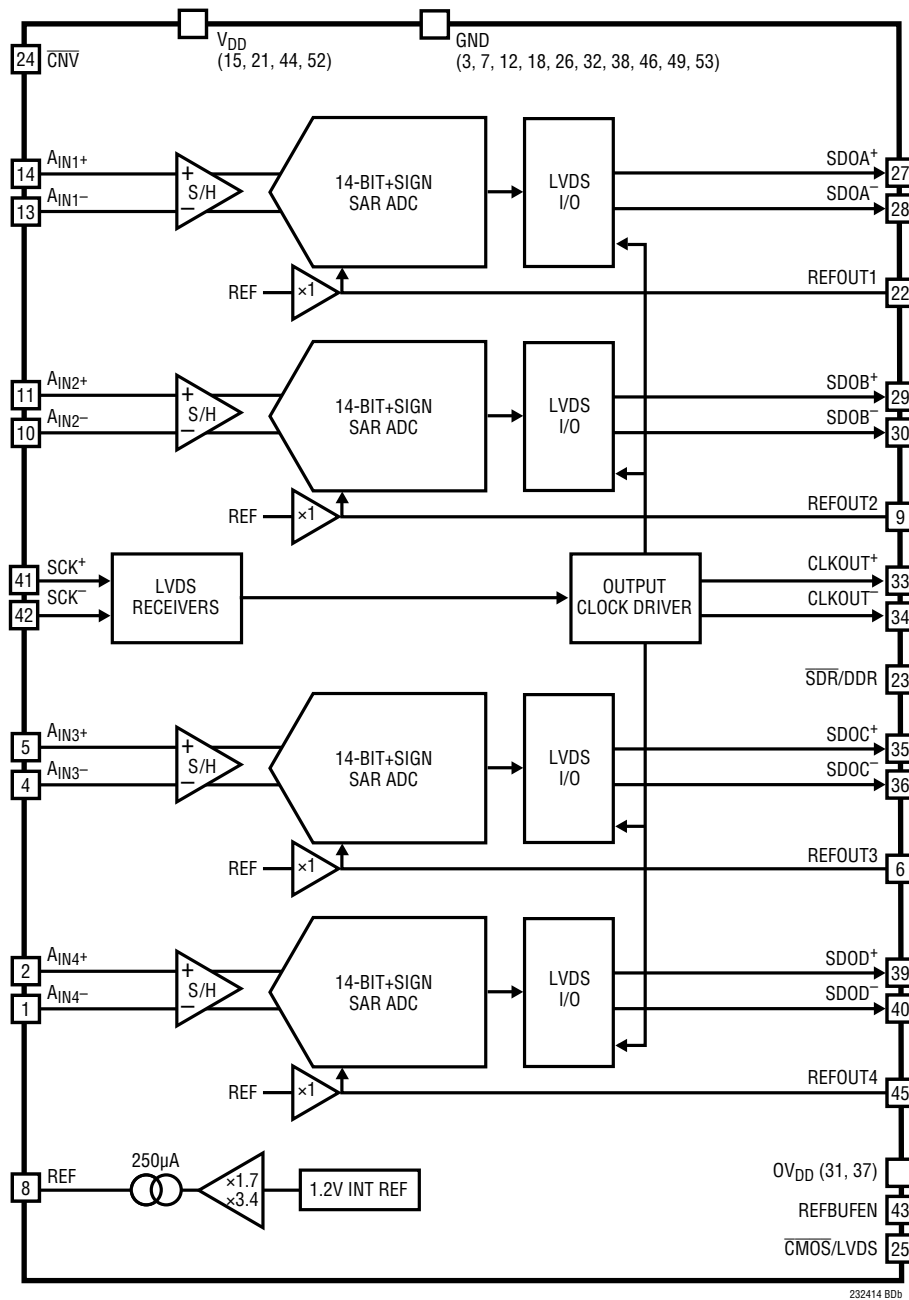 V_DD
(15, 21, 44, 52)
GND
(3, 7, 12, 18, 26, 32, 38, 46, 49, 53)
24 C̅N̅V̅
14 A_IN1+
13 A_IN1–
+
S/H
–
14-BIT+SIGN
SAR ADC
LVDS
I/O
SDOA⁺ 27
SDOA⁻ 28
REF ×1
REFOUT1 22
11 A_IN2+
10 A_IN2–
+
S/H
–
14-BIT+SIGN
SAR ADC
LVDS
I/O
SDOB⁺ 29
SDOB⁻ 30
REF ×1
REFOUT2 9
41 SCK⁺
42 SCK⁻
LVDS
RECEIVERS
OUTPUT
CLOCK DRIVER
CLKOUT⁺ 33
CLKOUT⁻ 34
S̅D̅R̅/DDR 23
5 A_IN3+
4 A_IN3–
+
S/H
–
14-BIT+SIGN
SAR ADC
LVDS
I/O
SDOC⁺ 35
SDOC⁻ 36
REF ×1
REFOUT3 6
2 A_IN4+
1 A_IN4–
+
S/H
–
14-BIT+SIGN
SAR ADC
LVDS
I/O
SDOD⁺ 39
SDOD⁻ 40
REF ×1
REFOUT4 45
8 REF
250µA
×1.7
×3.4
1.2V INT REF
OV_DD (31, 37)
REFBUFEN 43
C̅M̅O̅S̅/LVDS 25
232414 BDb